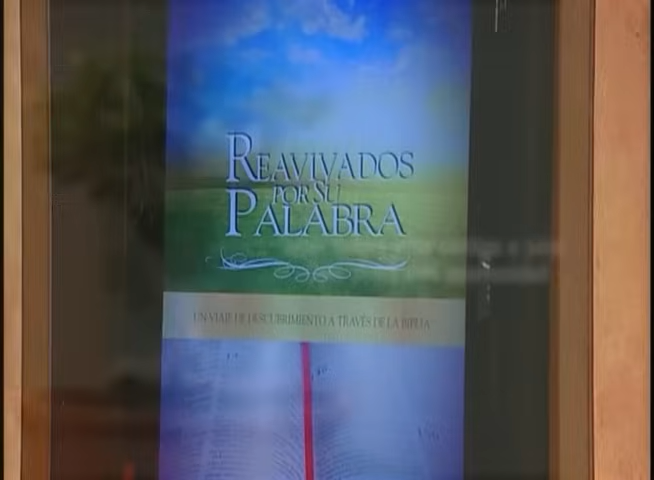 REAVIVADOS
POR SU
PALABRA
UN VIAJE DE DESCUBRIMIENTO A TRAVÉS DE LA BIBLIA